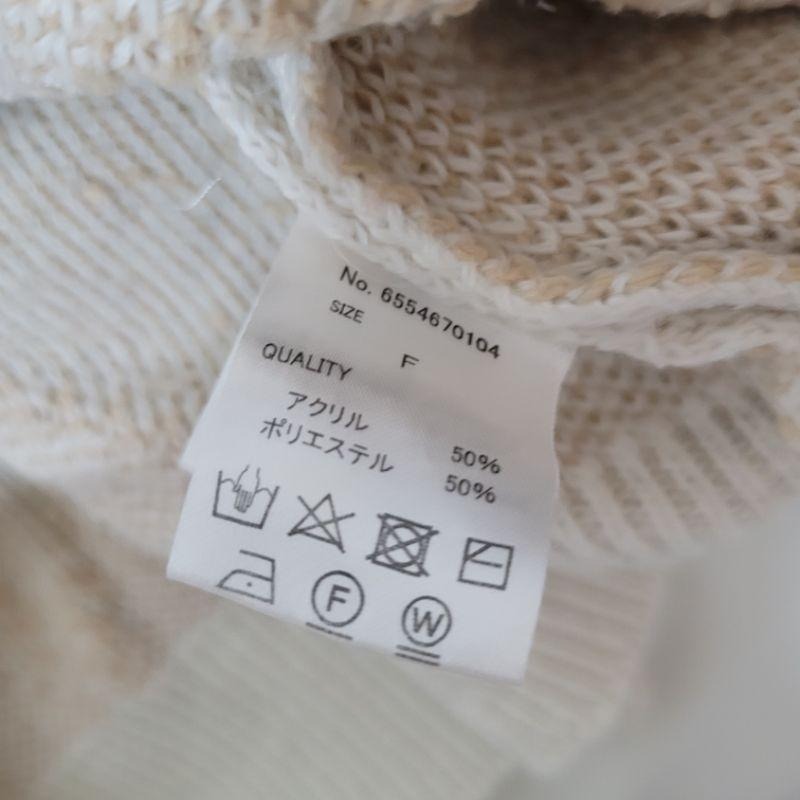 No. 6554670104
SIZE
F
QUALITY
アクリル 50%
ポリエステル 50%
F W